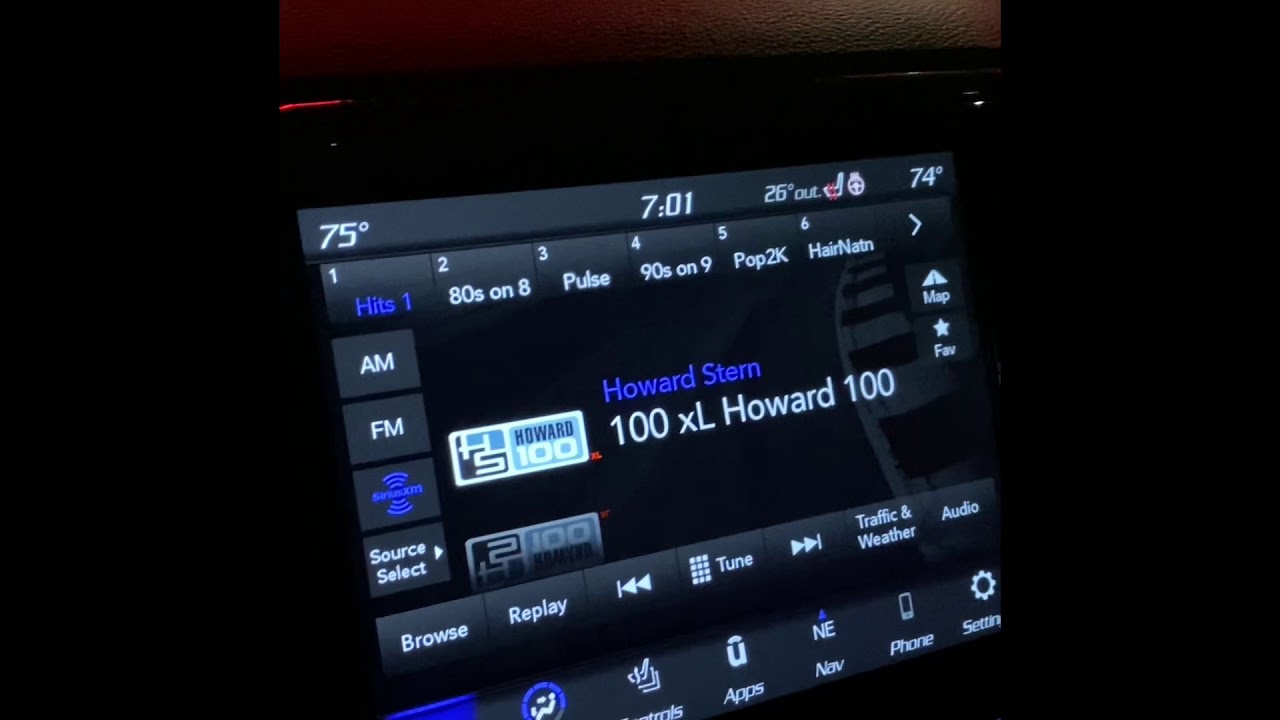 75°
7:01
26°out.
74°
1
Hits 1
2
80s on 8
3
Pulse
4
90s on 9
5
Pop2K
6
HairNatn
Map
Fav
AM
FM
siriusxm
Source
Select
Howard Stern
100 xL Howard 100
HS
HOWARD
100
XL
Browse
Replay
Tune
Traffic &
Weather
Audio
Apps
NE
Nav
Phone